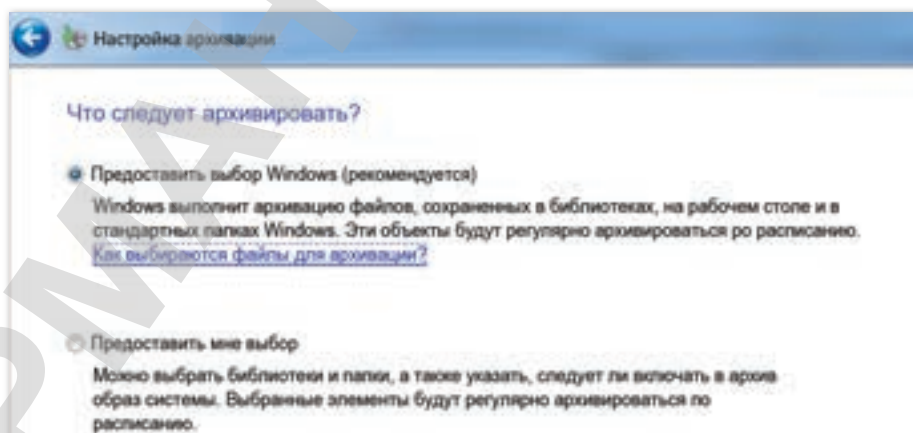 Настройка архивации
Что следует архивировать?
Предоставить выбор Windows (рекомендуется)
Windows выполнит архивацию файлов, сохраненных в библиотеках, на рабочем столе и в
стандартных папках Windows. Эти объекты будут регулярно архивироваться ро расписанию.
Как выбираются файлы для архивации?
Предоставить мне выбор
Можно выбрать библиотеки и папки, а также указать, следует ли включать в архив
образ системы. Выбранные элементы будут регулярно архивироваться по
расписанию.